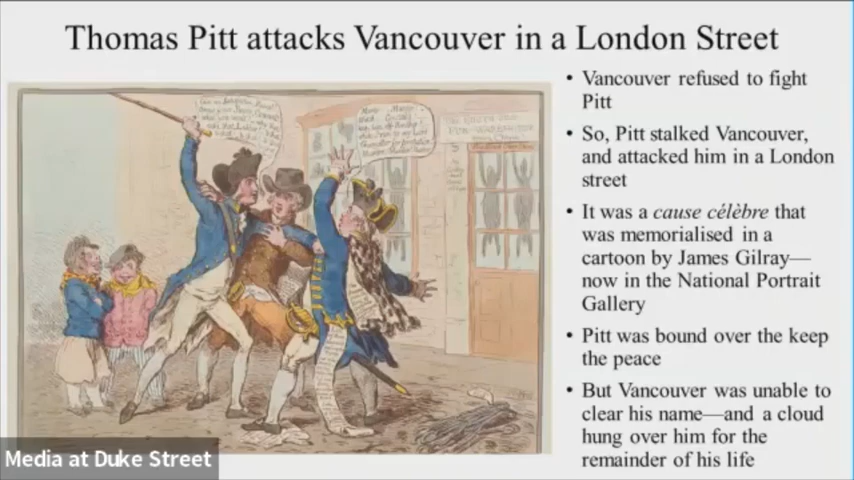 Thomas Pitt attacks Vancouver in a London Street
• Vancouver refused to fight
Pitt
• So, Pitt stalked Vancouver,
and attacked him in a London
street
• It was a cause célèbre that
was memorialised in a
cartoon by James Gilray—
now in the National Portrait
Gallery
• Pitt was bound over the keep
the peace
• But Vancouver was unable to
clear his name—and a cloud
hung over him for the
remainder of his life
Media at Duke Street